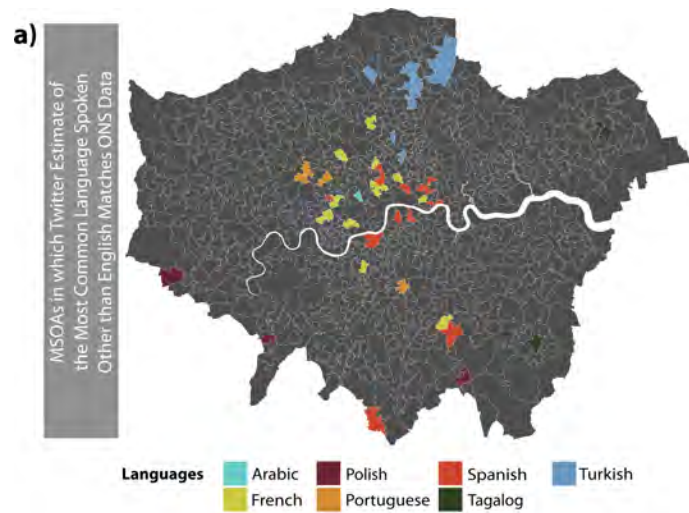 a)
MSOAs in which Twitter Estimate of
the Most Common Language Spoken
Other than English Matches ONS Data
Languages Arabic Polish Spanish Turkish
French Portuguese Tagalog